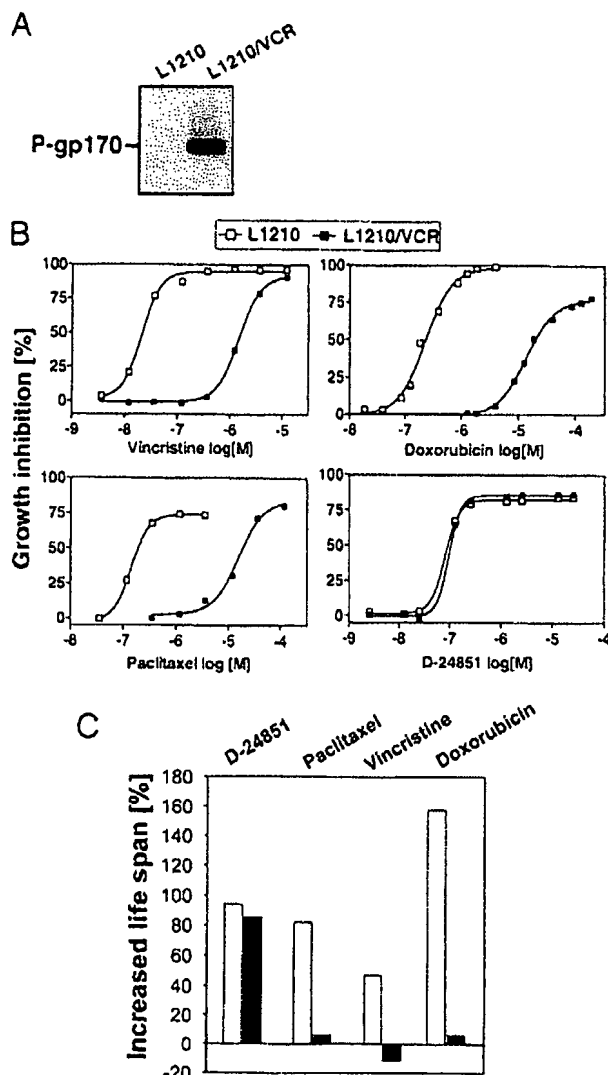 A
L1210
L1210/VCR
P-gp170
B
L1210
L1210/VCR
Growth inhibition [%]
100
75
50
25
0
-9 -8 -7 -6 -5 -4
Vincristine log[M]
100
75
50
25
0
-8 -7 -6 -5 -4
Doxorubicin log[M]
100
75
50
25
0
-8 -7 -6 -5 -4 -3
Paclitaxel log [M]
100
75
50
25
0
-9 -8 -7 -6 -5 -4
D-24851 log[M]
C
D-24851
Paclitaxel
Vincristine
Doxorubicin
Increased life span [%]
180
160
140
120
100
80
60
40
20
0
-20